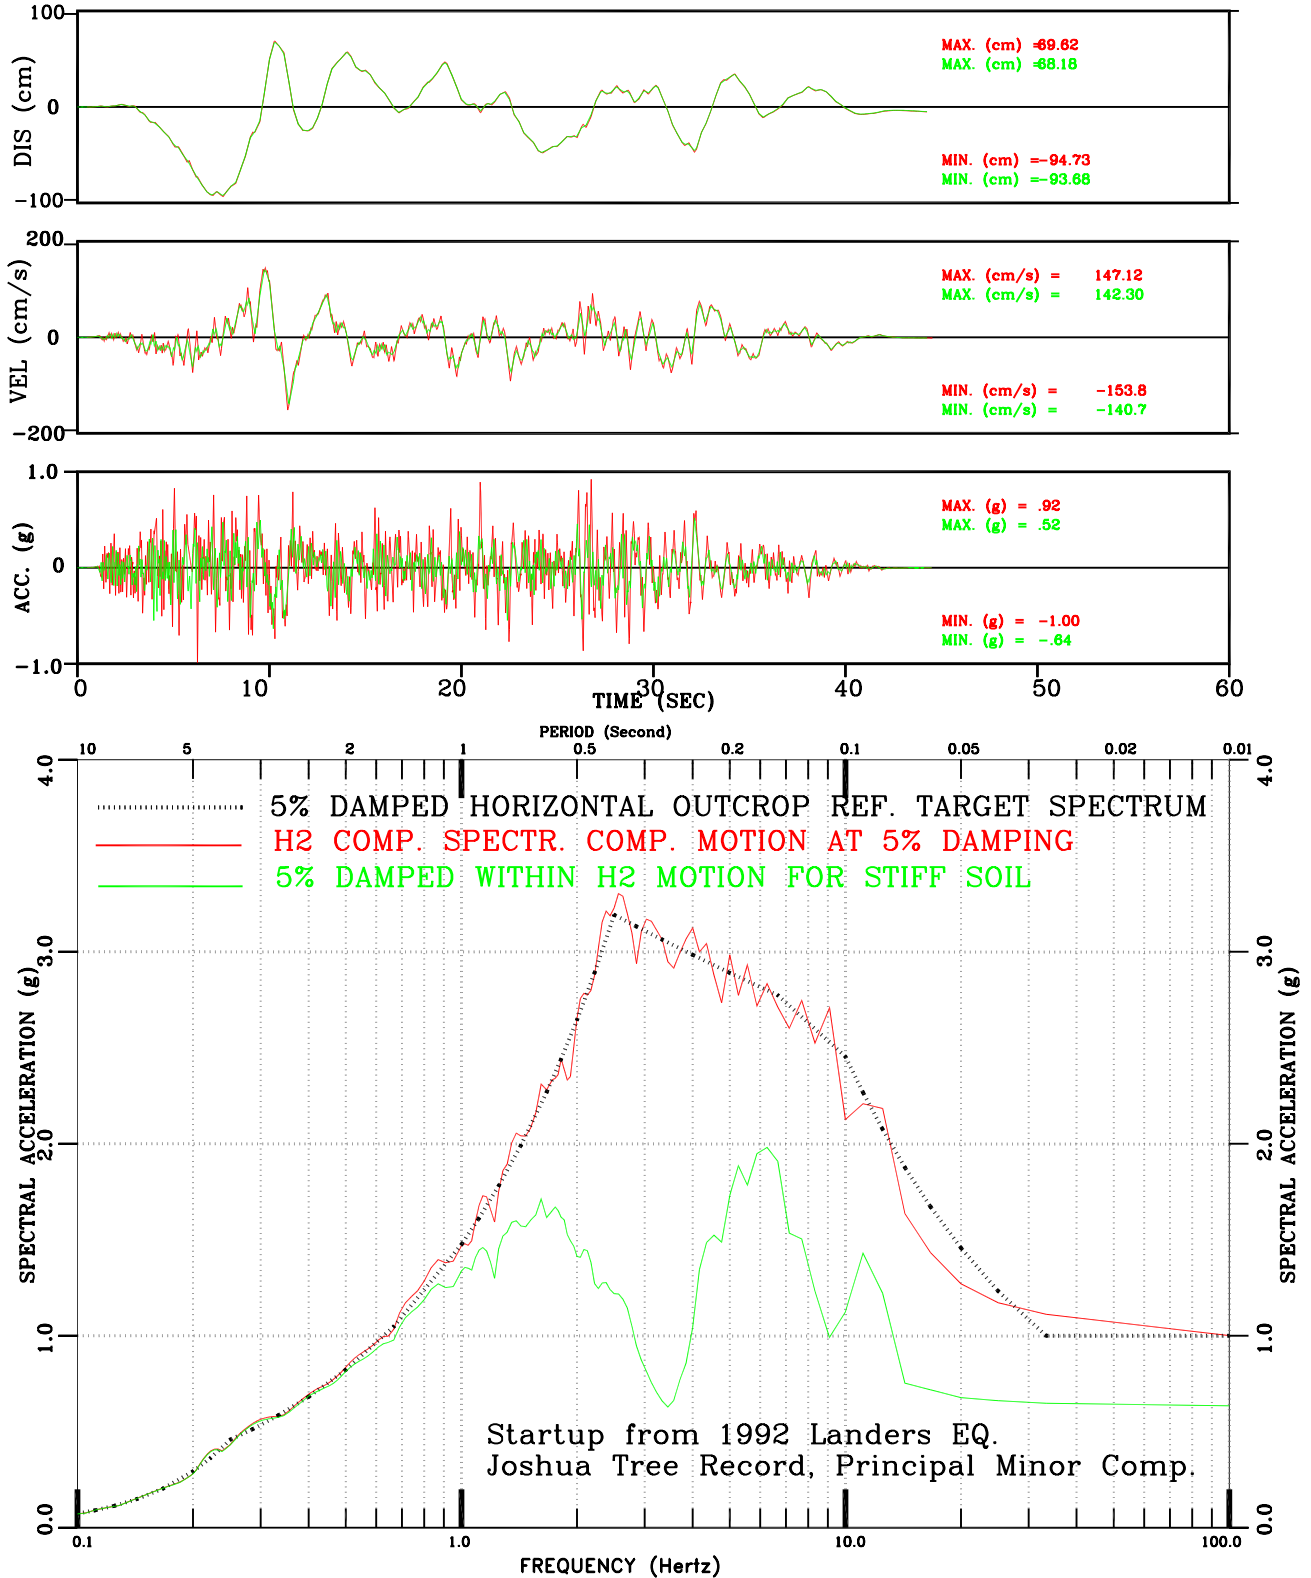 100
DIS (cm)
0
-100
MAX. (cm) =69.62
MAX. (cm) =68.18
MIN. (cm) =-94.73
MIN. (cm) =-93.68
200
VEL (cm/s)
0
-200
MAX. (cm/s) = 147.12
MAX. (cm/s) = 142.30
MIN. (cm/s) = -153.8
MIN. (cm/s) = -140.7
1.0
ACC. (g)
0
-1.0
MAX. (g) = .92
MAX. (g) = .52
MIN. (g) = -1.00
MIN. (g) = -.64
0 10 20 30 40 50 60
TIME (SEC)
PERIOD (Second)
10 5 2 1 0.5 0.2 0.1 0.05 0.02 0.01
5% DAMPED HORIZONTAL OUTCROP REF. TARGET SPECTRUM
H2 COMP. SPECTR. COMP. MOTION AT 5% DAMPING
5% DAMPED WITHIN H2 MOTION FOR STIFF SOIL
4.0 4.0
3.0 3.0
SPECTRAL ACCELERATION (g) SPECTRAL ACCELERATION (g)
2.0 2.0
1.0 1.0
Startup from 1992 Landers EQ.
Joshua Tree Record, Principal Minor Comp.
0.0 0.0
0.1 1.0 10.0 100.0
FREQUENCY (Hertz)